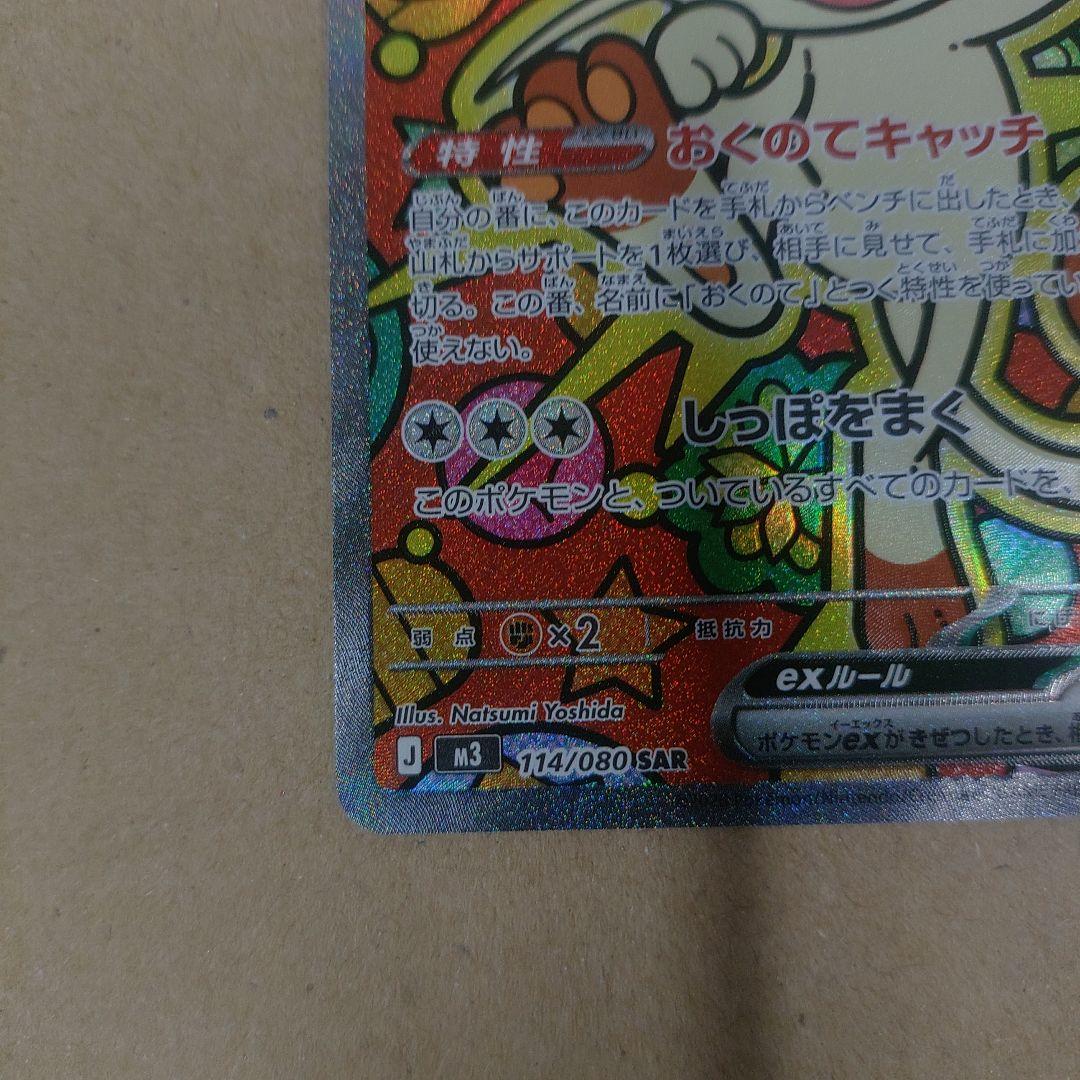 特性 おくのてキャッチ
自分の番に、このカードを手札からベンチに出したとき、
山札からサポートを1枚選び、相手に見せて、手札に加
切る。この番、名前に「おくのて」とつく特性を使ってい
使えない。
しっぽをまく
このポケモンと、ついているすべてのカードを、
弱点 ×2 抵抗力 にげ
exルール
ポケモンexがきぜつしたとき、相
Illus. Natsumi Yoshida
J M3 114/080 SAR